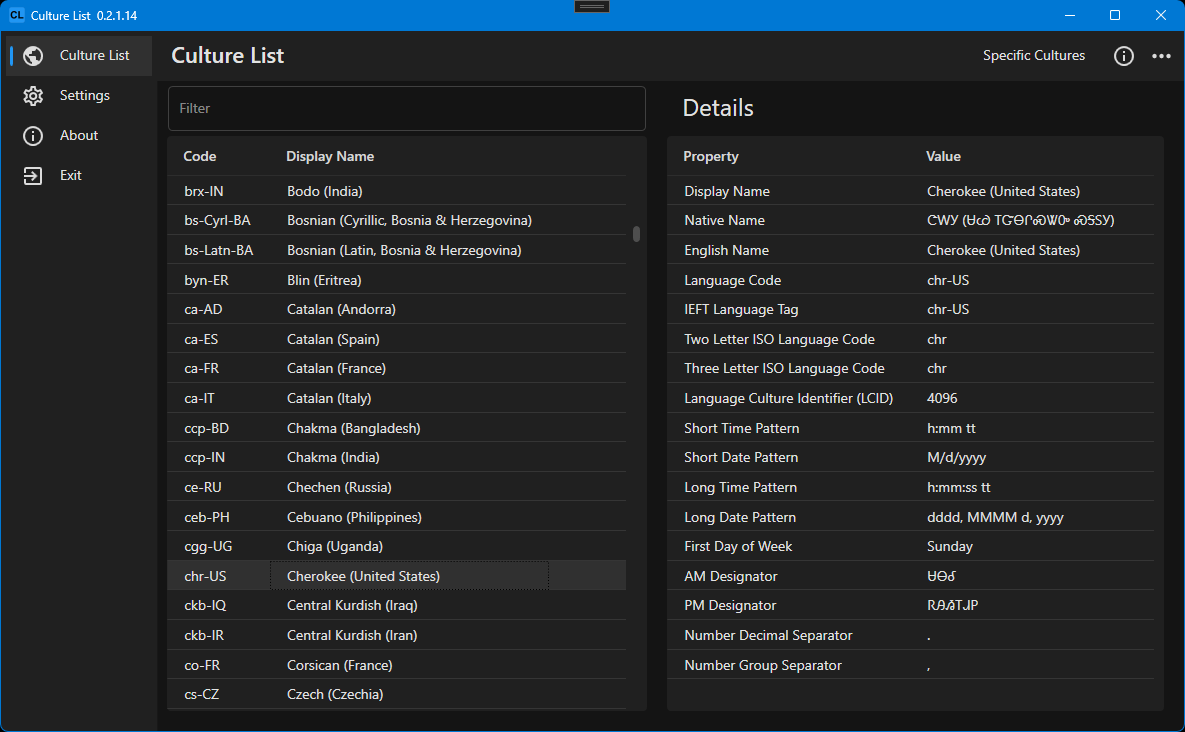 CL Culture List 0.2.1.14
Culture List
Settings
About
Exit
Culture List
Specific Cultures
Filter
Code Display Name
brx-IN Bodo (India)
bs-Cyrl-BA Bosnian (Cyrillic, Bosnia & Herzegovina)
bs-Latn-BA Bosnian (Latin, Bosnia & Herzegovina)
byn-ER Blin (Eritrea)
ca-AD Catalan (Andorra)
ca-ES Catalan (Spain)
ca-FR Catalan (France)
ca-IT Catalan (Italy)
ccp-BD Chakma (Bangladesh)
ccp-IN Chakma (India)
ce-RU Chechen (Russia)
ceb-PH Cebuano (Philippines)
cgg-UG Chiga (Uganda)
chr-US Cherokee (United States)
ckb-IQ Central Kurdish (Iraq)
ckb-IR Central Kurdish (Iran)
co-FR Corsican (France)
cs-CZ Czech (Czechia)
Details
Property Value
Display Name Cherokee (United States)
Native Name ᏣᎳᎩ (ᏌᏊ ᎢᏳᎾᎵᏍᏔᏅ ᏍᎦᏚᎩ)
English Name Cherokee (United States)
Language Code chr-US
IEFT Language Tag chr-US
Two Letter ISO Language Code chr
Three Letter ISO Language Code chr
Language Culture Identifier (LCID) 4096
Short Time Pattern h:mm tt
Short Date Pattern M/d/yyyy
Long Time Pattern h:mm:ss tt
Long Date Pattern dddd, MMMM d, yyyy
First Day of Week Sunday
AM Designator ᏌᎾᎴ
PM Designator ᏒᎯᏱᎢᏗᏢ
Number Decimal Separator .
Number Group Separator ,